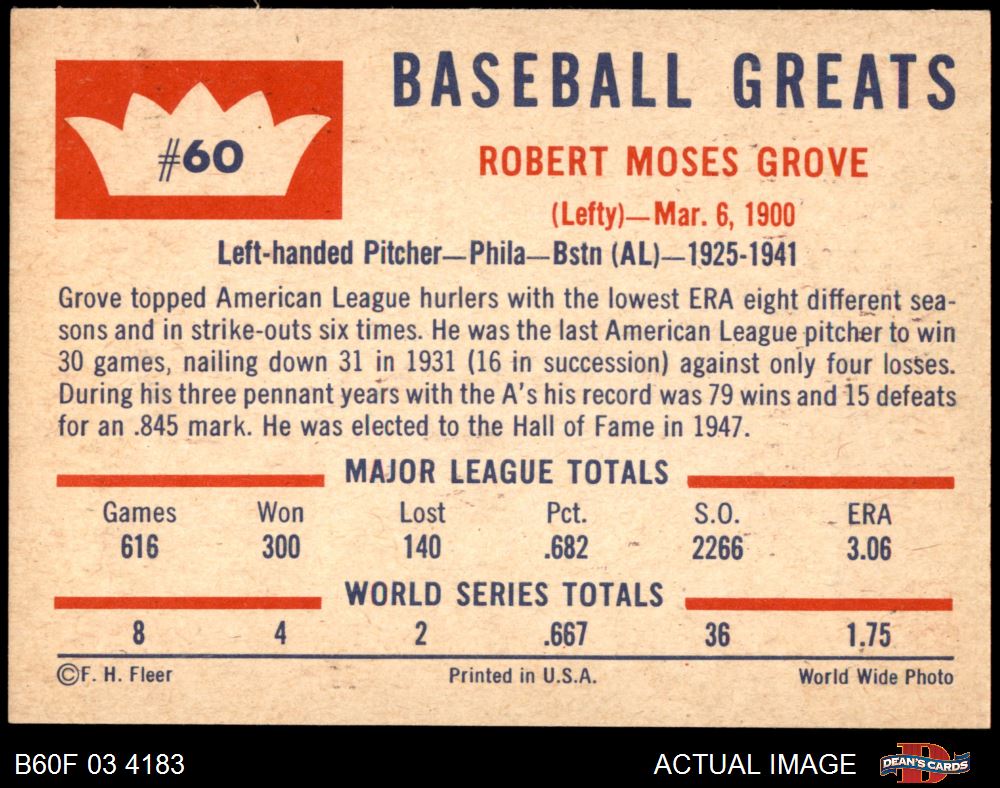 #60
BASEBALL GREATS
ROBERT MOSES GROVE
(Lefty)—Mar. 6, 1900
Left-handed Pitcher—Phila—Bstn (AL)—1925-1941
Grove topped American League hurlers with the lowest ERA eight different sea-
sons and in strike-outs six times. He was the last American League pitcher to win
30 games, nailing down 31 in 1931 (16 in succession) against only four losses.
During his three pennant years with the A's his record was 79 wins and 15 defeats
for an .845 mark. He was elected to the Hall of Fame in 1947.
MAJOR LEAGUE TOTALS
Games Won Lost Pct. S.O. ERA
616 300 140 .682 2266 3.06
WORLD SERIES TOTALS
8 4 2 .667 36 1.75
©F. H. Fleer Printed in U.S.A. World Wide Photo
B60F 03 4183 ACTUAL IMAGE DEAN'S CARDS